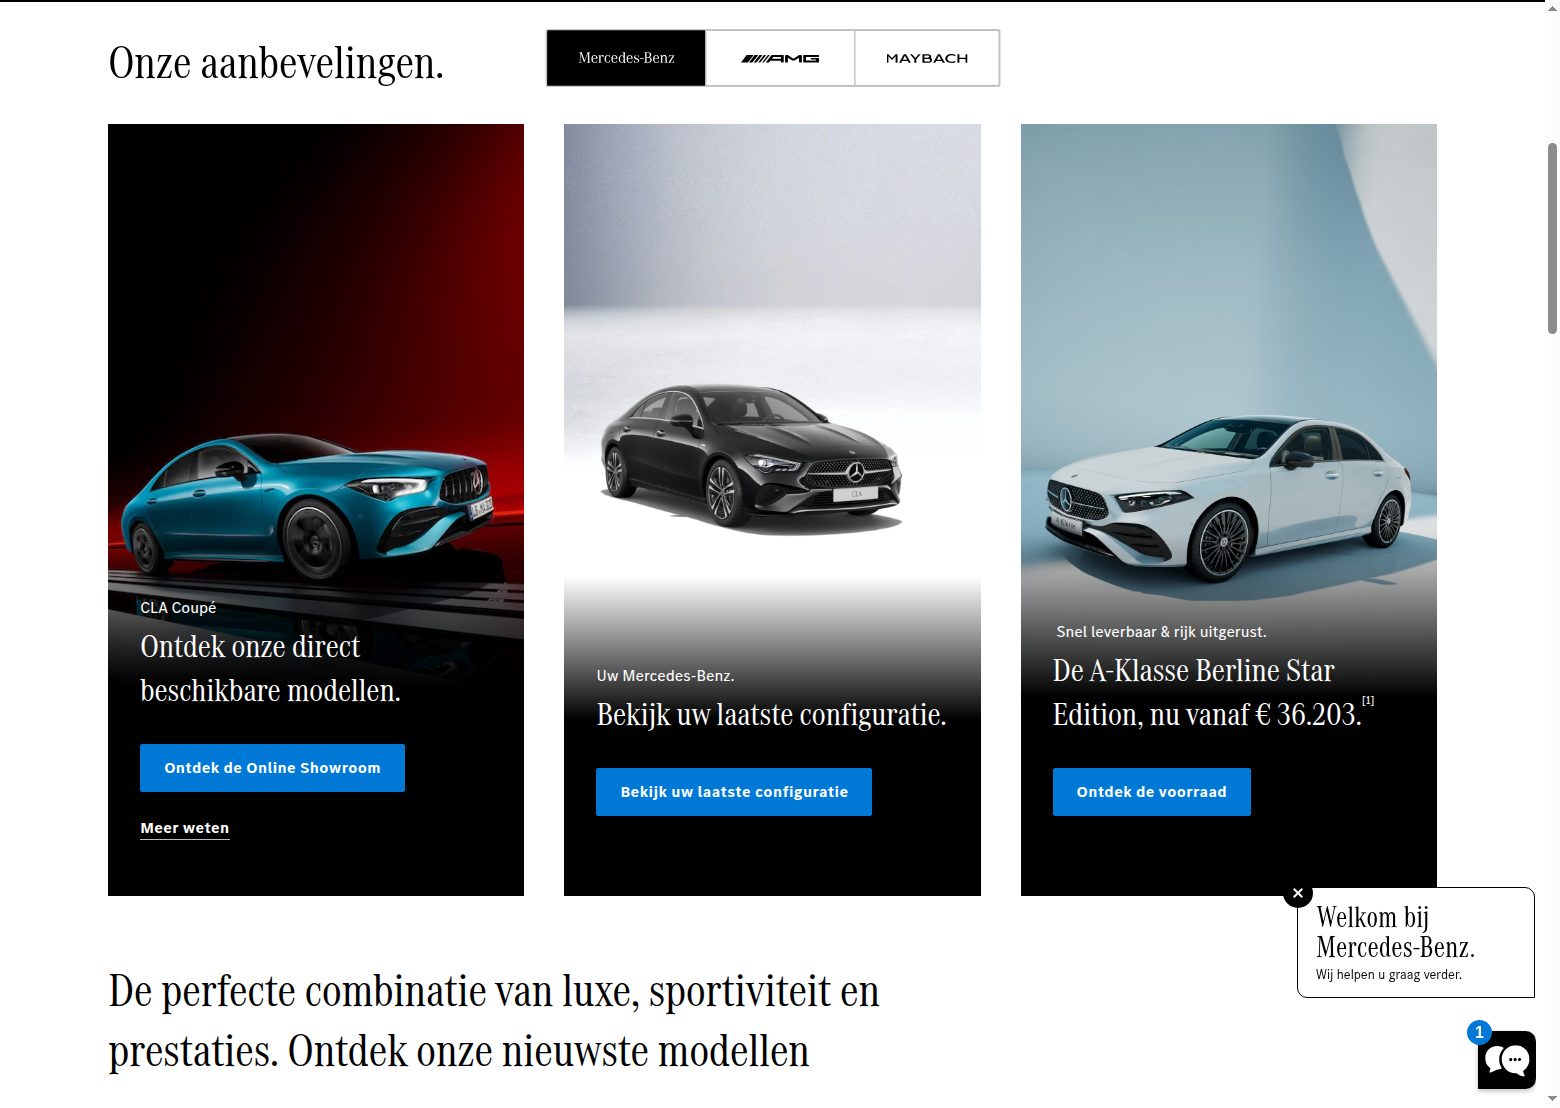 Onze aanbevelingen.
Mercedes-Benz
AMG
MAYBACH
CLA Coupé
Ontdek onze direct
beschikbare modellen.
Ontdek de Online Showroom
Meer weten
CLA
Uw Mercedes-Benz.
Bekijk uw laatste configuratie.
Bekijk uw laatste configuratie
A-Klasse
Snel leverbaar & rijk uitgerust.
De A-Klasse Berline Star
Edition, nu vanaf € 36.203.[1]
Ontdek de voorraad
Welkom bij
Mercedes-Benz.
Wij helpen u graag verder.
1
De perfecte combinatie van luxe, sportiviteit en
prestaties. Ontdek onze nieuwste modellen